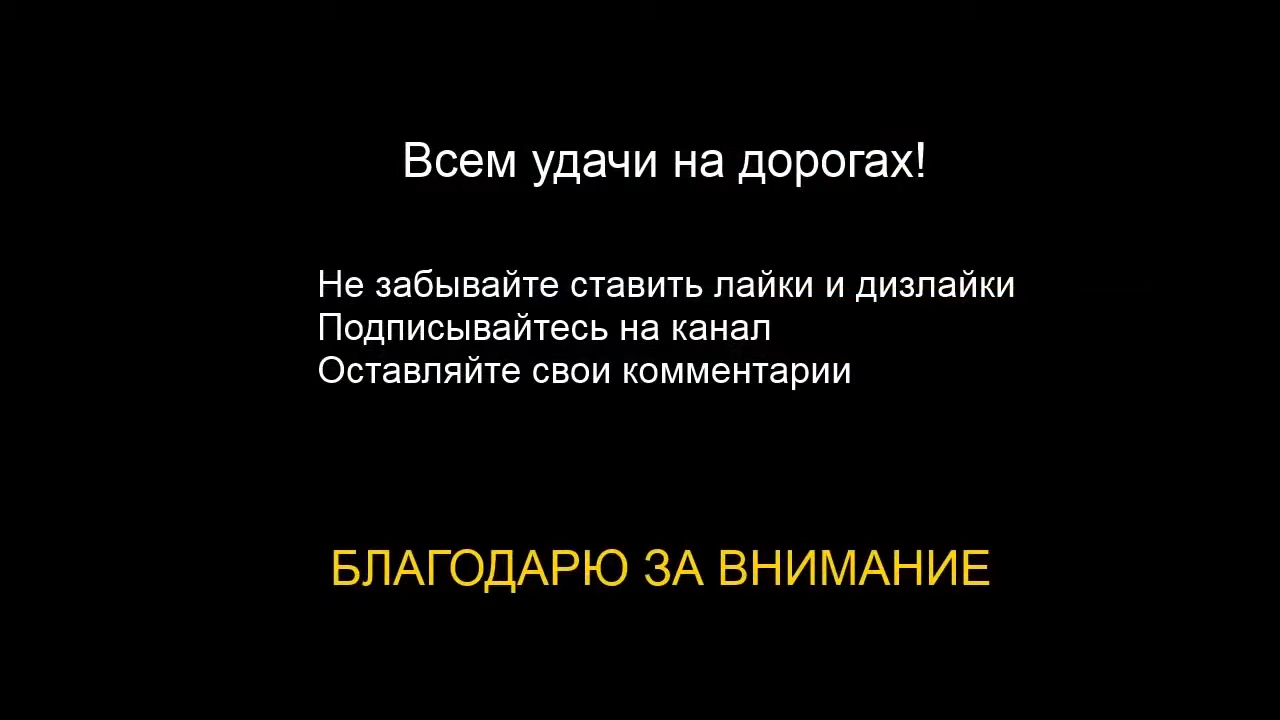 Всем удачи на дорогах!
Не забывайте ставить лайки и дизлайки
Подписывайтесь на канал
Оставляйте свои комментарии
БЛАГОДАРЮ ЗА ВНИМАНИЕ